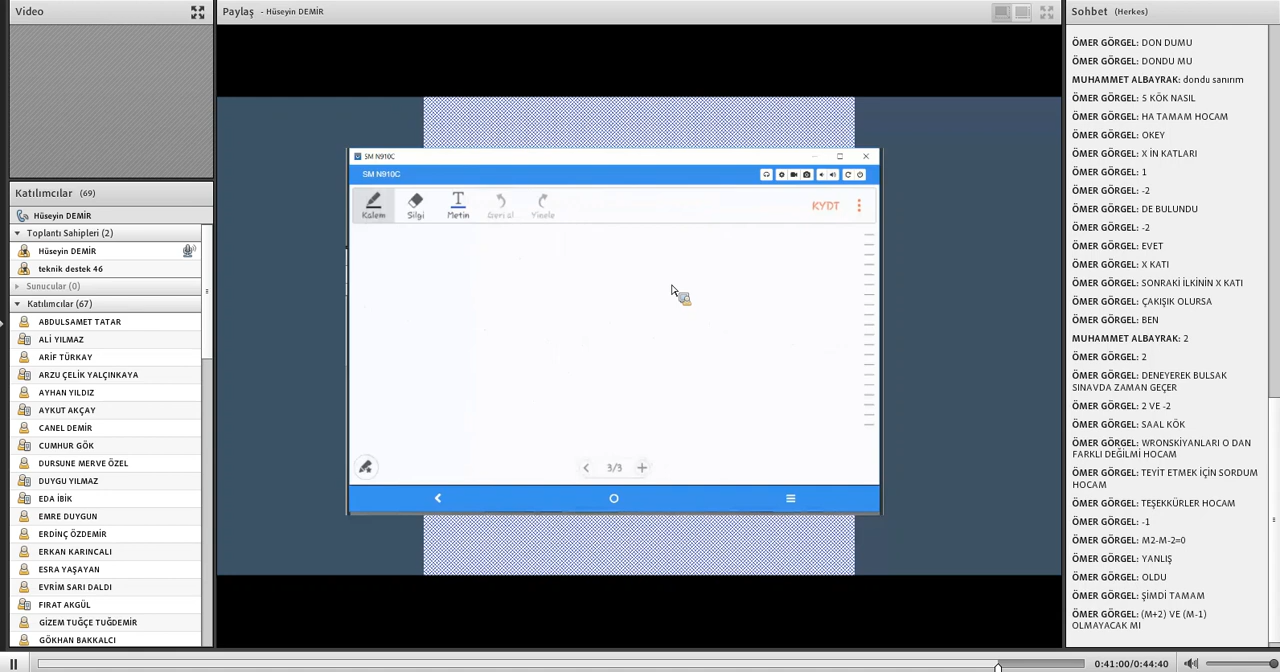 Video
Paylaş - Hüseyin DEMİR
Sohbet (Herkes)
Katılımcılar (69)
Hüseyin DEMİR
Toplantı Sahipleri (2)
Hüseyin DEMİR
teknik destek 46
Sunucular (0)
Katılımcılar (67)
ABDULSAMET TATAR
ALİ YILMAZ
ARİF TÜRKAY
ARZU ÇELİK YALÇINKAYA
AYHAN YILDIZ
AYKUT AKÇAY
CANEL DEMİR
CUMHUR GÖK
DURSUNE MERVE ÖZEL
DUYGU YILMAZ
EDA İBİK
EMRE DUYGUN
ERDİNÇ ÖZDEMİR
ERKAN KARINCALI
ESRA YAŞAYAN
EVRİM SARI DALDI
FIRAT AKGÜL
GİZEM TUĞÇE TUĞDEMİR
GÖKHAN BAKKALCI
SM N910C
SM N910C
Kalem Silgi Metin Geri al Yinele KYDT
3/3
ÖMER GÖRGEL: DON DUMU
ÖMER GÖRGEL: DONDU MU
MUHAMMET ALBAYRAK: dondu sanırım
ÖMER GÖRGEL: 5 KÖK NASIL
ÖMER GÖRGEL: HA TAMAM HOCAM
ÖMER GÖRGEL: OKEY
ÖMER GÖRGEL: X İN KATLARI
ÖMER GÖRGEL: 1
ÖMER GÖRGEL: -2
ÖMER GÖRGEL: DE BULUNDU
ÖMER GÖRGEL: -2
ÖMER GÖRGEL: EVET
ÖMER GÖRGEL: X KATI
ÖMER GÖRGEL: SONRAKİ İLKİNİN X KATI
ÖMER GÖRGEL: ÇAKIŞIK OLURSA
ÖMER GÖRGEL: BEN
MUHAMMET ALBAYRAK: 2
ÖMER GÖRGEL: 2
ÖMER GÖRGEL: DENEYEREK BULSAK
SINAVDA ZAMAN GEÇER
ÖMER GÖRGEL: 2 VE -2
ÖMER GÖRGEL: SAAL KÖK
ÖMER GÖRGEL: WRONSKİYANLARI O DAN
FARKLI DEĞİLMİ HOCAM
ÖMER GÖRGEL: TEYİT ETMEK İÇİN SORDUM
HOCAM
ÖMER GÖRGEL: TEŞEKKÜRLER HOCAM
ÖMER GÖRGEL: -1
ÖMER GÖRGEL: M2-M-2=0
ÖMER GÖRGEL: YANLIŞ
ÖMER GÖRGEL: OLDU
ÖMER GÖRGEL: ŞİMDİ TAMAM
ÖMER GÖRGEL: (M+2) VE (M-1)
OLMAYACAK MI
0:41:00/0:44:40